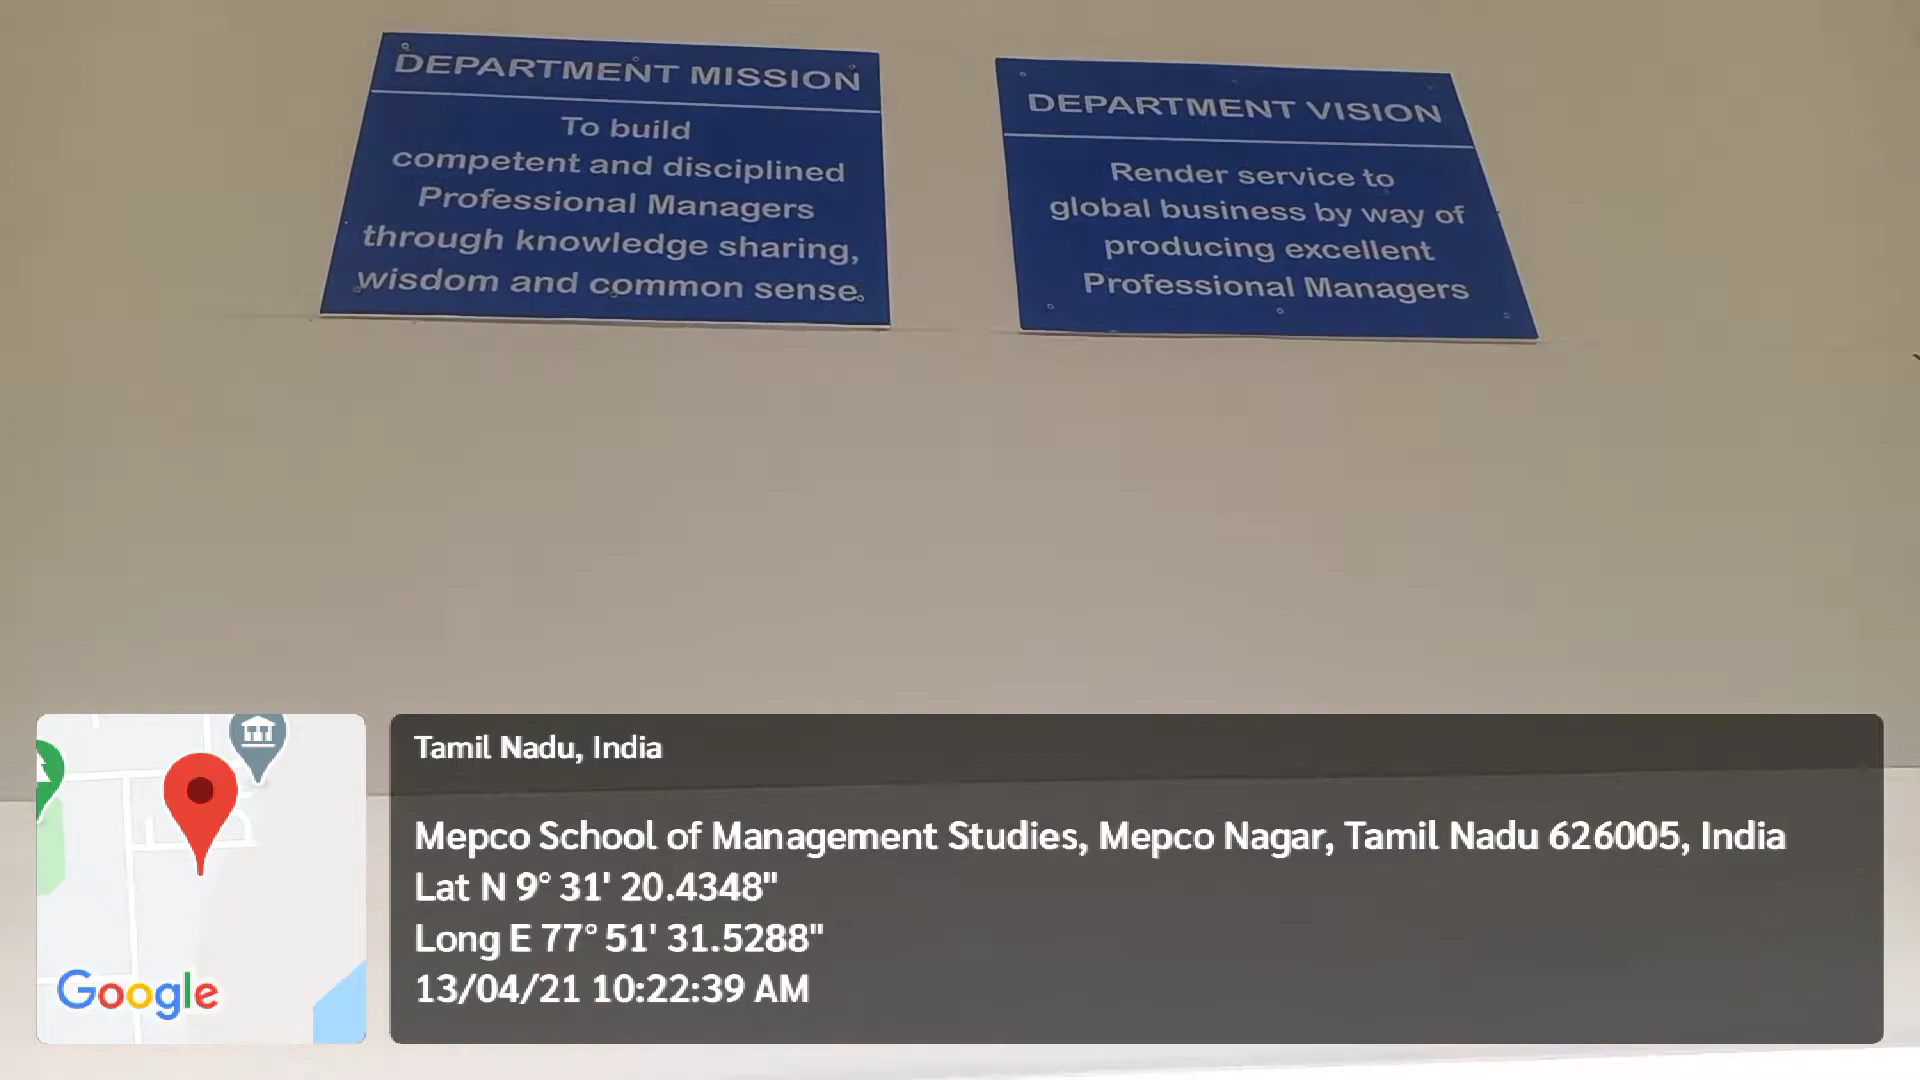 DEPARTMENT MISSION
To build
competent and disciplined
Professional Managers
through knowledge sharing,
wisdom and common sense.
DEPARTMENT VISION
Render service to
global business by way of
producing excellent
Professional Managers
Tamil Nadu, India
Mepco School of Management Studies, Mepco Nagar, Tamil Nadu 626005, India
Lat N 9° 31' 20.4348"
Long E 77° 51' 31.5288"
13/04/21 10:22:39 AM
Google